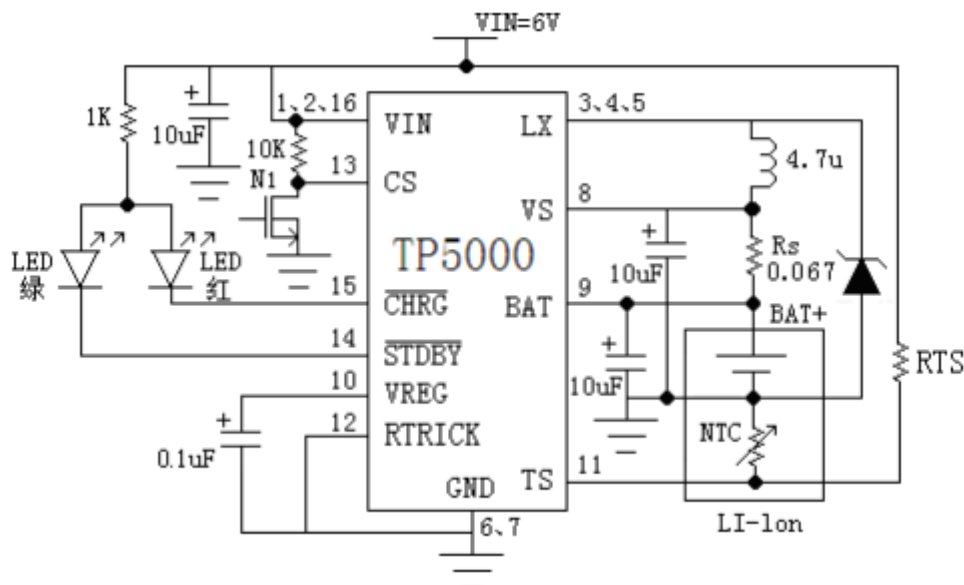 VIN=6V
1K
10uF
1、2、16
VIN
10K
13
CS
N1
LED
绿
LED
红
15
CHRG
14
STDBY
10
VREG
12
RTRICK
0.1uF
GND
6、7
TP5000
3、4、5
LX
4.7u
8
VS
10uF
Rs
0.067
9
BAT
BAT+
10uF
RTS
NTC
11
TS
LI-lon